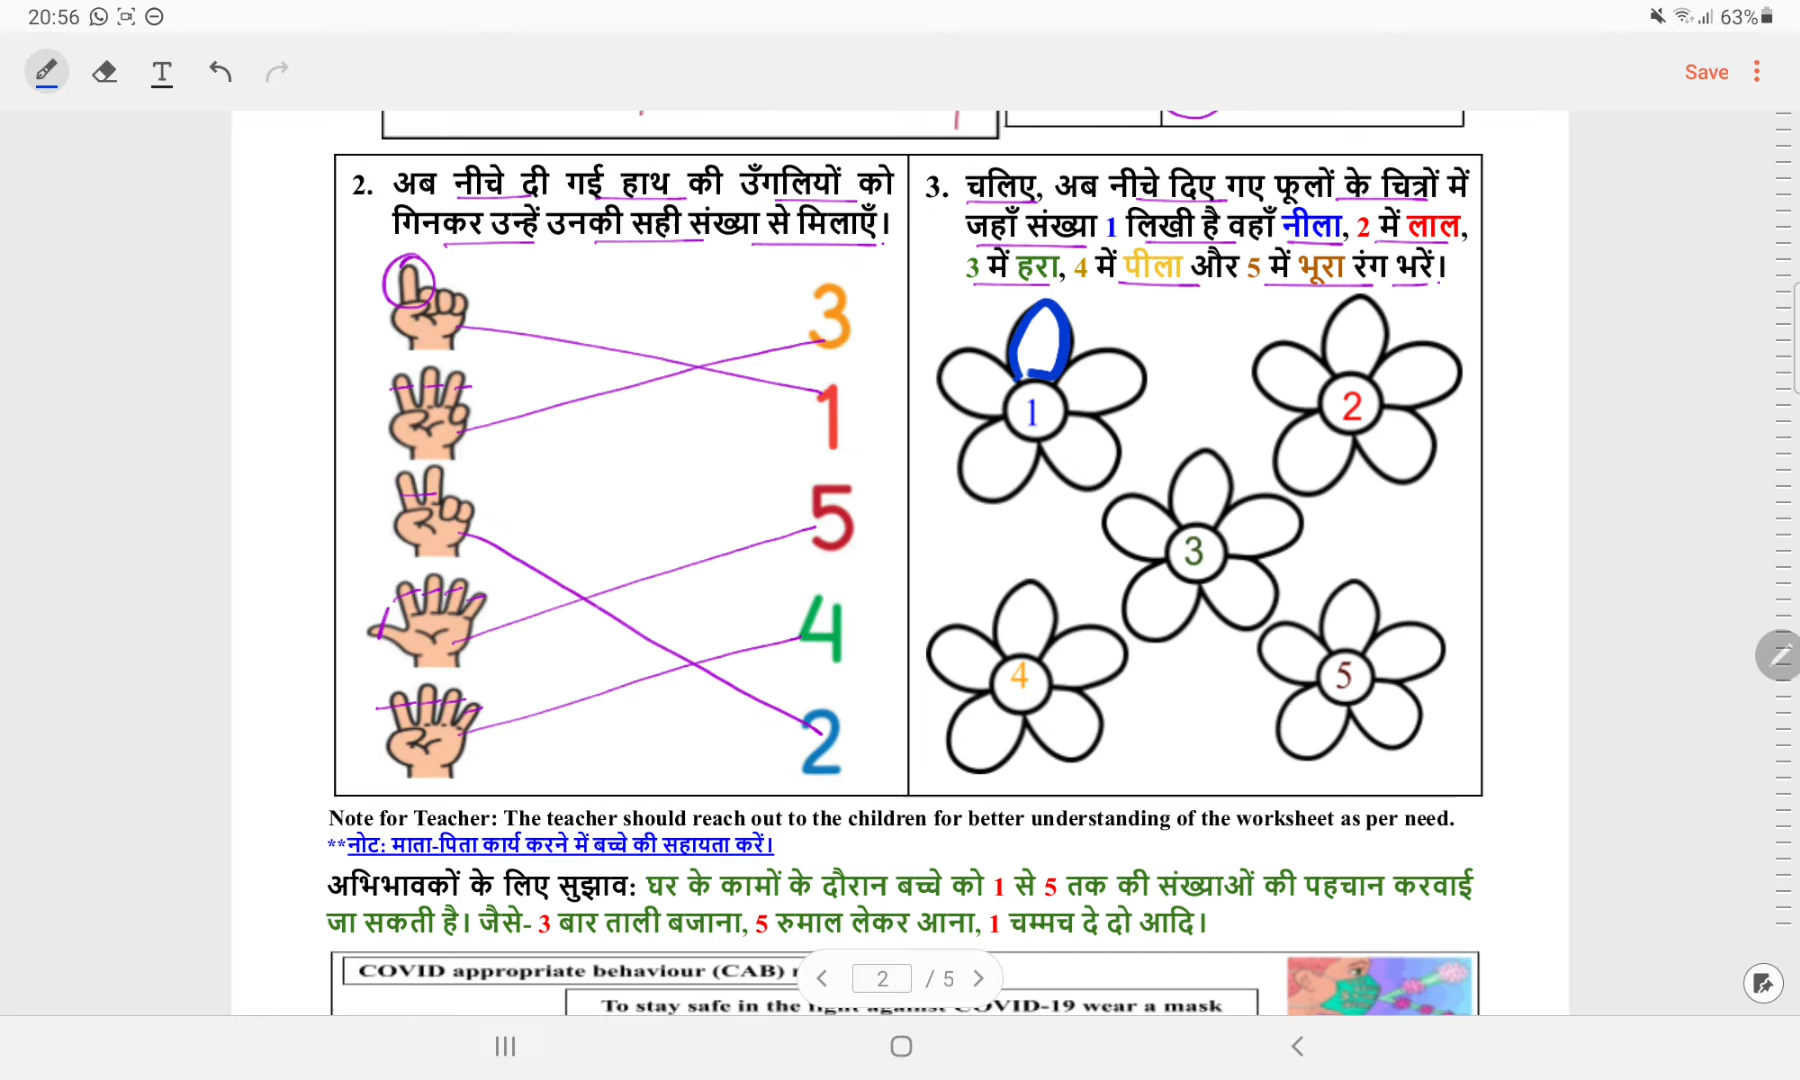 20:56
63%
T
Save
2. अब नीचे दी गई हाथ की उँगलियों को
गिनकर उन्हें उनकी सही संख्या से मिलाएँ।
3
1
5
4
2
3. चलिए, अब नीचे दिए गए फूलों के चित्रों में
जहाँ संख्या 1 लिखी है वहाँ नीला, 2 में लाल,
3 में हरा, 4 में पीला और 5 में भूरा रंग भरें।
1
2
3
4
5
Note for Teacher: The teacher should reach out to the children for better understanding of the worksheet as per need.
**नोट: माता-पिता कार्य करने में बच्चे की सहायता करें।
अभिभावकों के लिए सुझाव: घर के कामों के दौरान बच्चे को 1 से 5 तक की संख्याओं की पहचान करवाई
जा सकती है। जैसे- 3 बार ताली बजाना, 5 रुमाल लेकर आना, 1 चम्मच दे दो आदि।
COVID appropriate behaviour (CAB)
2 / 5
To stay safe in the fight against COVID-19 wear a mask